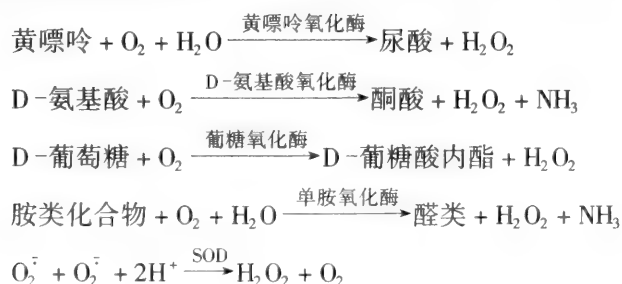 黄嘌呤 + O₂ + H₂O —黄嘌呤氧化酶→ 尿酸 + H₂O₂
D-氨基酸 + O₂ —D-氨基酸氧化酶→ 酮酸 + H₂O₂ + NH₃
D-葡萄糖 + O₂ —葡糖氧化酶→ D-葡糖酸内酯 + H₂O₂
胺类化合物 + O₂ + H₂O —单胺氧化酶→ 醛类 + H₂O₂ + NH₃
O₂⁻̇ + O₂⁻̇ + 2H⁺ —SOD→ H₂O₂ + O₂